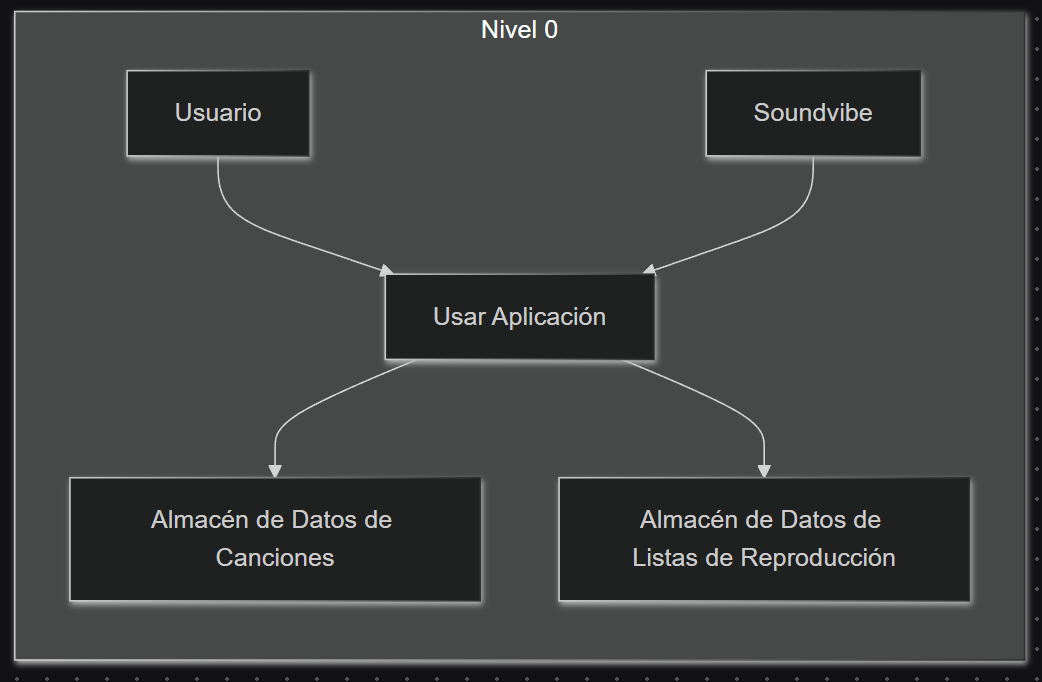 Nivel 0
Usuario
Soundvibe
Usar Aplicación
Almacén de Datos de
Canciones
Almacén de Datos de
Listas de Reproducción